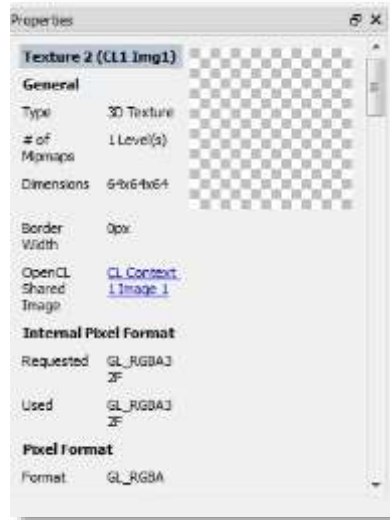 Properties
Texture 2 (CL1 Img1)
General
Type 3D Texture
# of 1 Level(s)
Mipmaps
Dimensions 64x64x64
Border 0px
Width
OpenCL CL Context
Shared 1 Image 1
Image
Internal Pixel Format
Requested GL_RGBA3
2F
Used GL_RGBA3
2F
Pixel Format
Format GL_RGBA